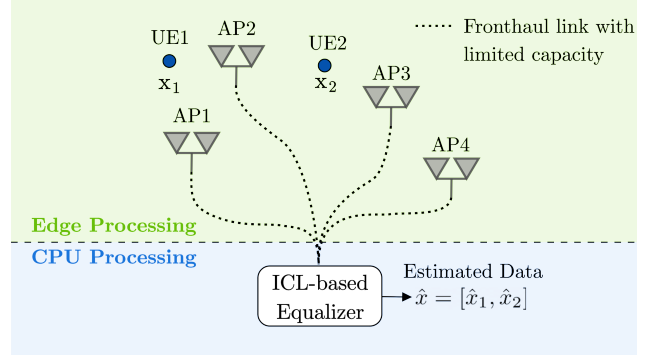 Fronthaul link with
limited capacity
UE1
AP2
UE2
x₁
x₂
AP3
AP1
AP4
Edge Processing
CPU Processing
ICL-based
Equalizer
Estimated Data
x̂ = [x̂₁, x̂₂]